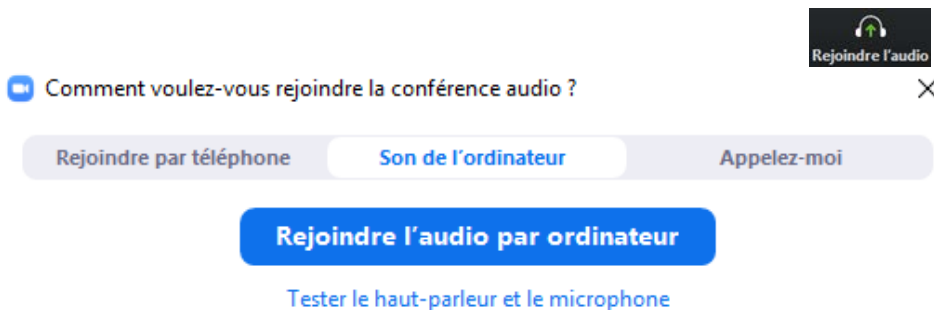 Rejoindre l'audio
Comment voulez-vous rejoindre la conférence audio ?
Rejoindre par téléphone Son de l'ordinateur Appelez-moi
Rejoindre l'audio par ordinateur
Tester le haut-parleur et le microphone